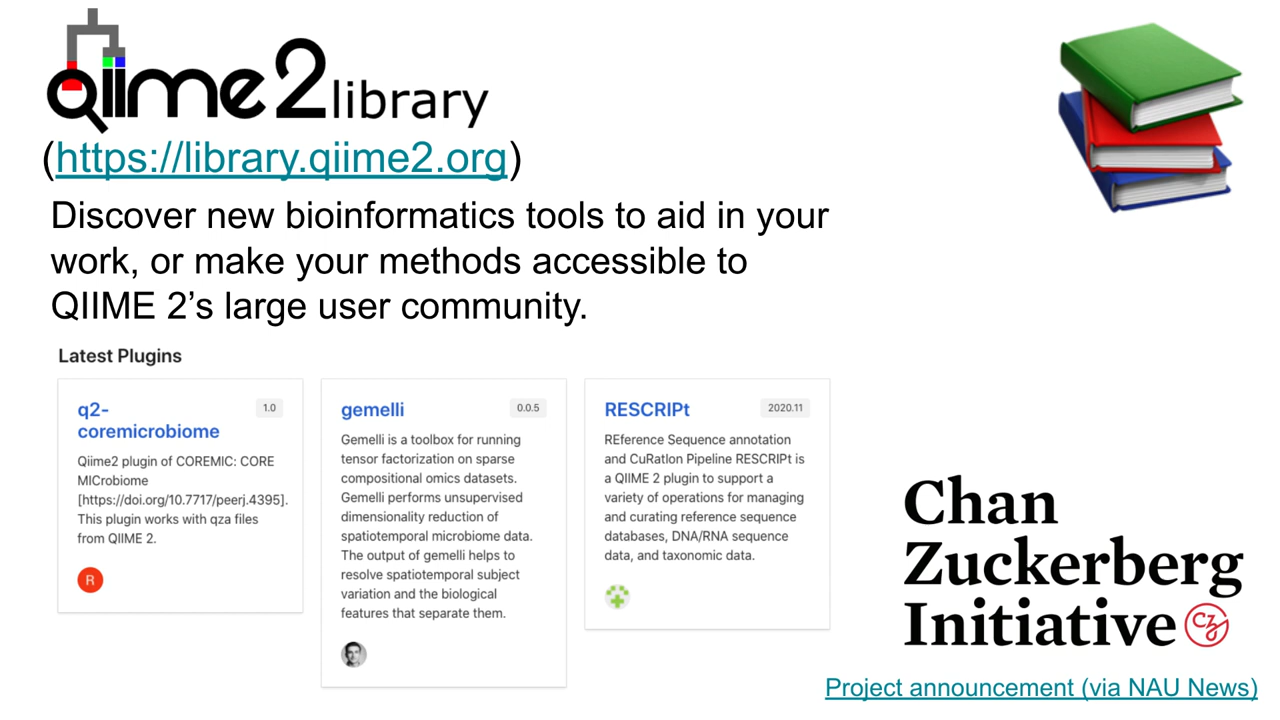 qiime2library
(https://library.qiime2.org)
Discover new bioinformatics tools to aid in your
work, or make your methods accessible to
QIIME 2’s large user community.
Latest Plugins
q2-
coremicrobiome
1.0
Qiime2 plugin of COREMIC: CORE
MICrobiome
[https://doi.org/10.7717/peerj.4395].
This plugin works with qza files
from QIIME 2.
R
gemelli
0.0.5
Gemelli is a toolbox for running
tensor factorization on sparse
compositional omics datasets.
Gemelli performs unsupervised
dimensionality reduction of
spatiotemporal microbiome data.
The output of gemelli helps to
resolve spatiotemporal subject
variation and the biological
features that separate them.
RESCRIPt
2020.11
REference Sequence annotation
and CuRatIon Pipeline RESCRIPt is
a QIIME 2 plugin to support a
variety of operations for managing
and curating reference sequence
databases, DNA/RNA sequence
data, and taxonomic data.
Chan
Zuckerberg
Initiative
CZI
Project announcement (via NAU News)